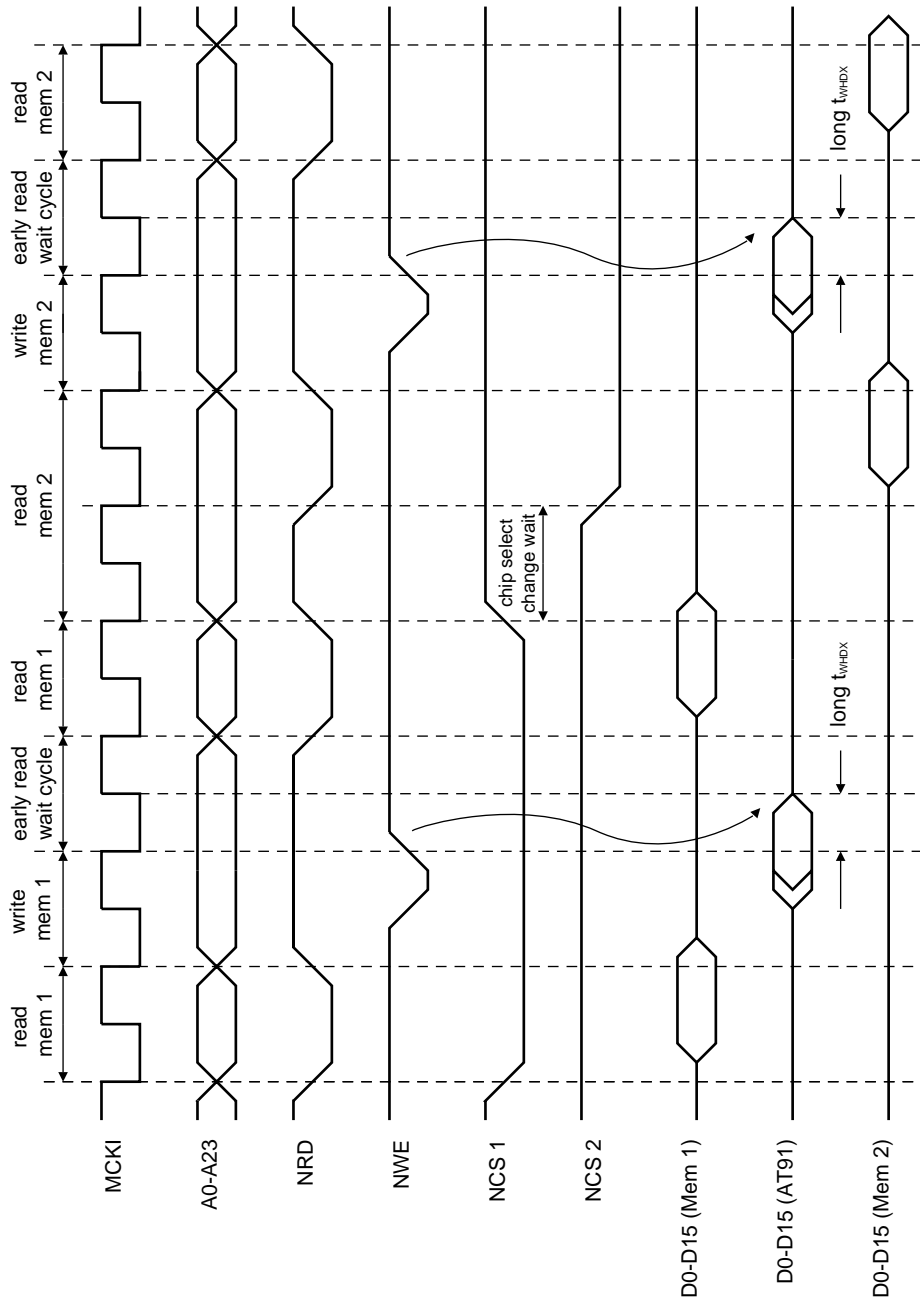 read
mem 1
write
mem 1
early read
wait cycle
read
mem 1
read
mem 2
write
mem 2
early read
wait cycle
read
mem 2
MCKI
A0-A23
NRD
NWE
NCS 1
chip select
change wait
NCS 2
D0-D15 (Mem 1)
D0-D15 (AT91)
long tWHDX
long tWHDX
D0-D15 (Mem 2)